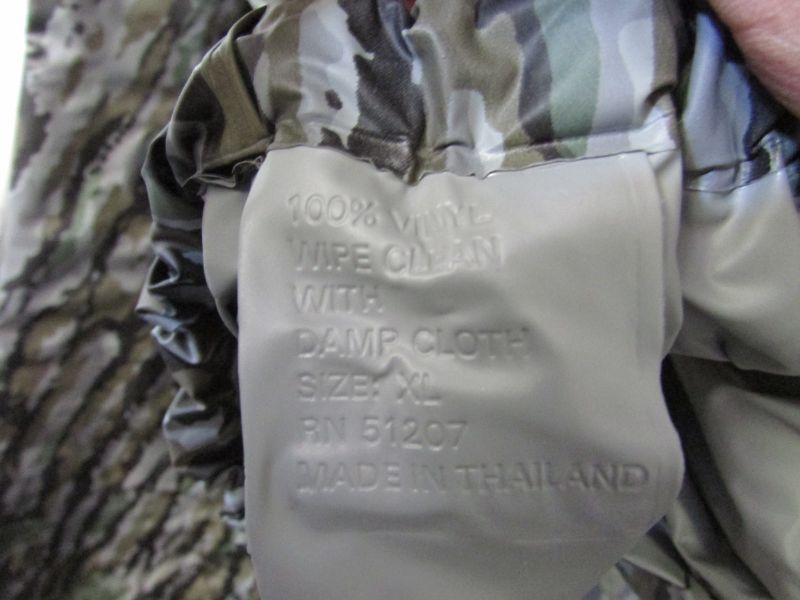 100% VINYL
WIPE CLEAN
WITH
DAMP CLOTH
SIZE: XL
RN 51207
MADE IN THAILAND